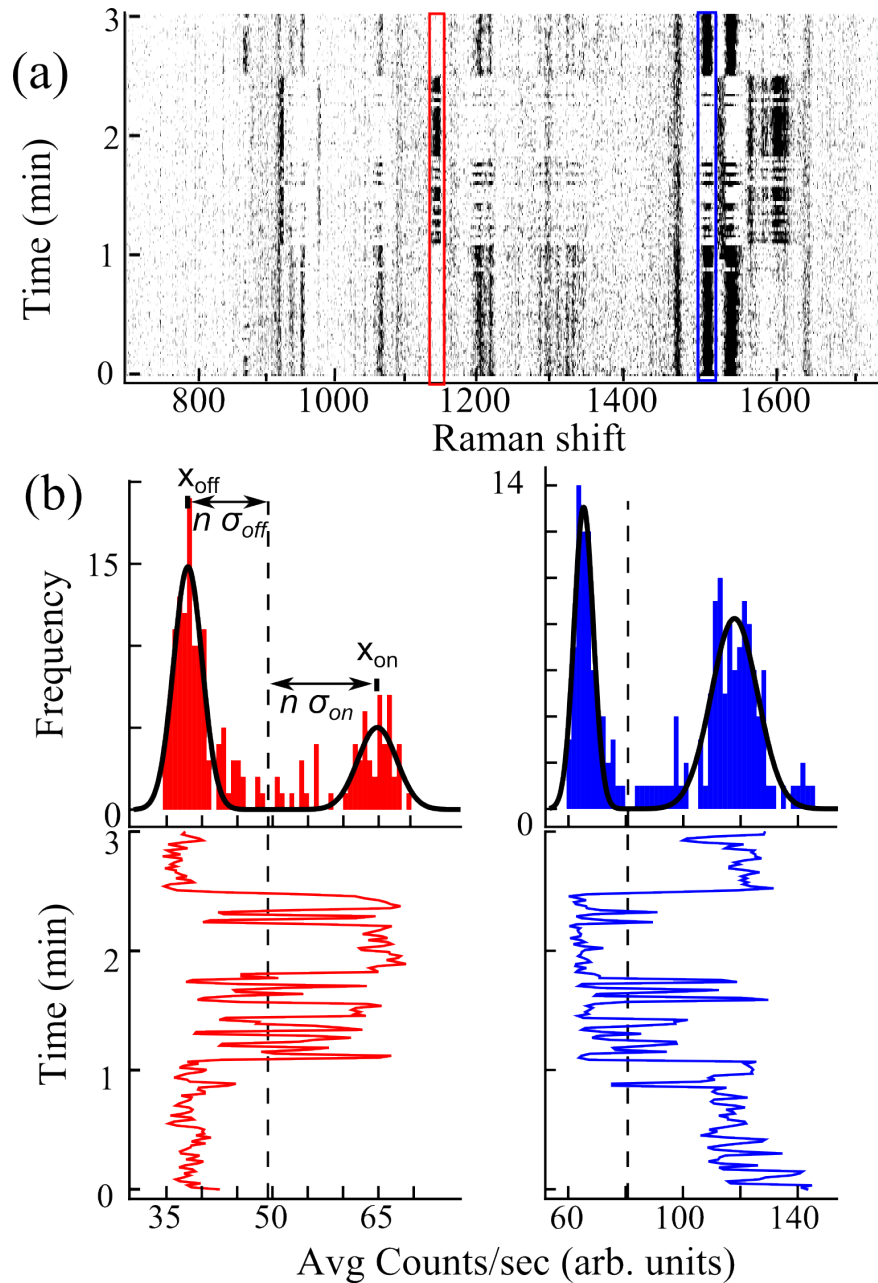 (a)
3
2
1
0
Time (min)
800 1000 1200 1400 1600
Raman shift
(b)
x_off
n σ_off
x_on
n σ_on
15
0
Frequency
14
0
3
2
1
0
Time (min)
35 50 65
60 100 140
Avg Counts/sec (arb. units)